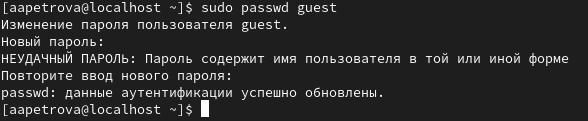 [aapetrova@localhost ~]$ sudo passwd guest
Изменение пароля пользователя guest.
Новый пароль:
НЕУДАЧНЫЙ ПАРОЛЬ: Пароль содержит имя пользователя в той или иной форме
Повторите ввод нового пароля:
passwd: данные аутентификации успешно обновлены.
[aapetrova@localhost ~]$